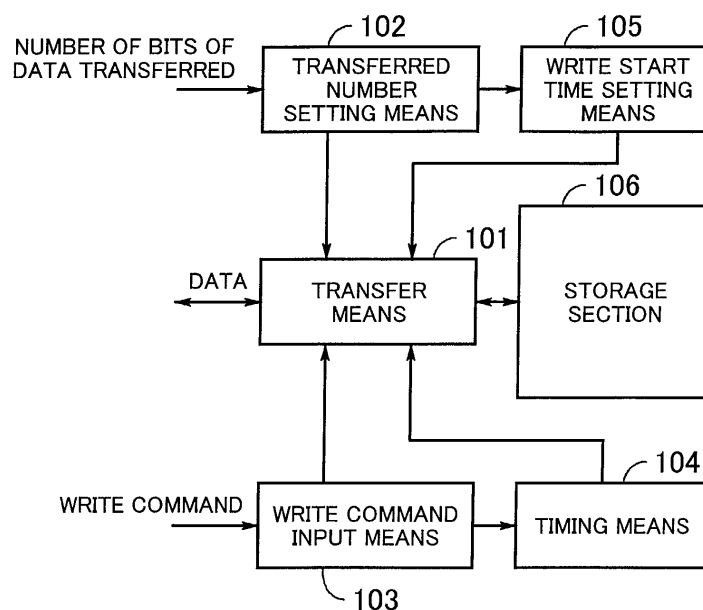 102
105
NUMBER OF BITS OF
DATA TRANSFERRED
TRANSFERRED
NUMBER
SETTING MEANS
WRITE START
TIME SETTING
MEANS
106
101
DATA
TRANSFER
MEANS
STORAGE
SECTION
104
WRITE COMMAND
WRITE COMMAND
INPUT MEANS
TIMING MEANS
103